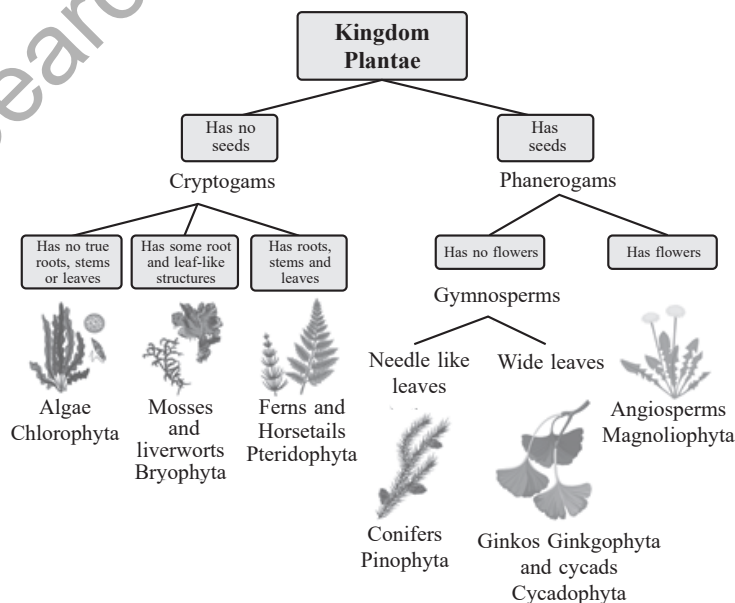 Kingdom
Plantae
Has no
seeds
Has
seeds
Cryptogams
Phanerogams
Has no true
roots, stems
or leaves
Has some root
and leaf-like
structures
Has roots,
stems and
leaves
Has no flowers
Has flowers
Gymnosperms
Needle like
leaves
Wide leaves
Algae
Chlorophyta
Mosses
and
liverworts
Bryophyta
Ferns and
Horsetails
Pteridophyta
Angiosperms
Magnoliophyta
Conifers
Pinophyta
Ginkos Ginkgophyta
and cycads
Cycadophyta